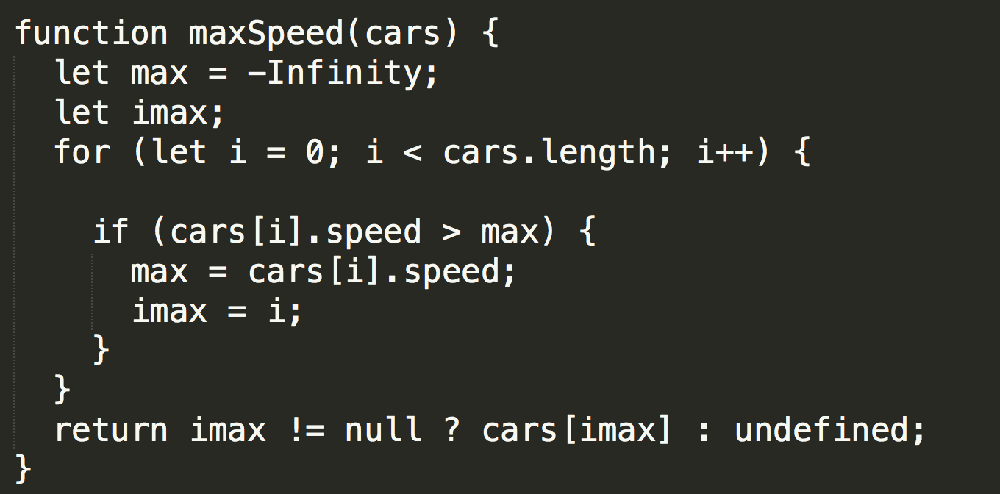 function maxSpeed(cars) {
  let max = -Infinity;
  let imax;
  for (let i = 0; i < cars.length; i++) {

    if (cars[i].speed > max) {
      max = cars[i].speed;
      imax = i;
    }
  }
  return imax != null ? cars[imax] : undefined;
}